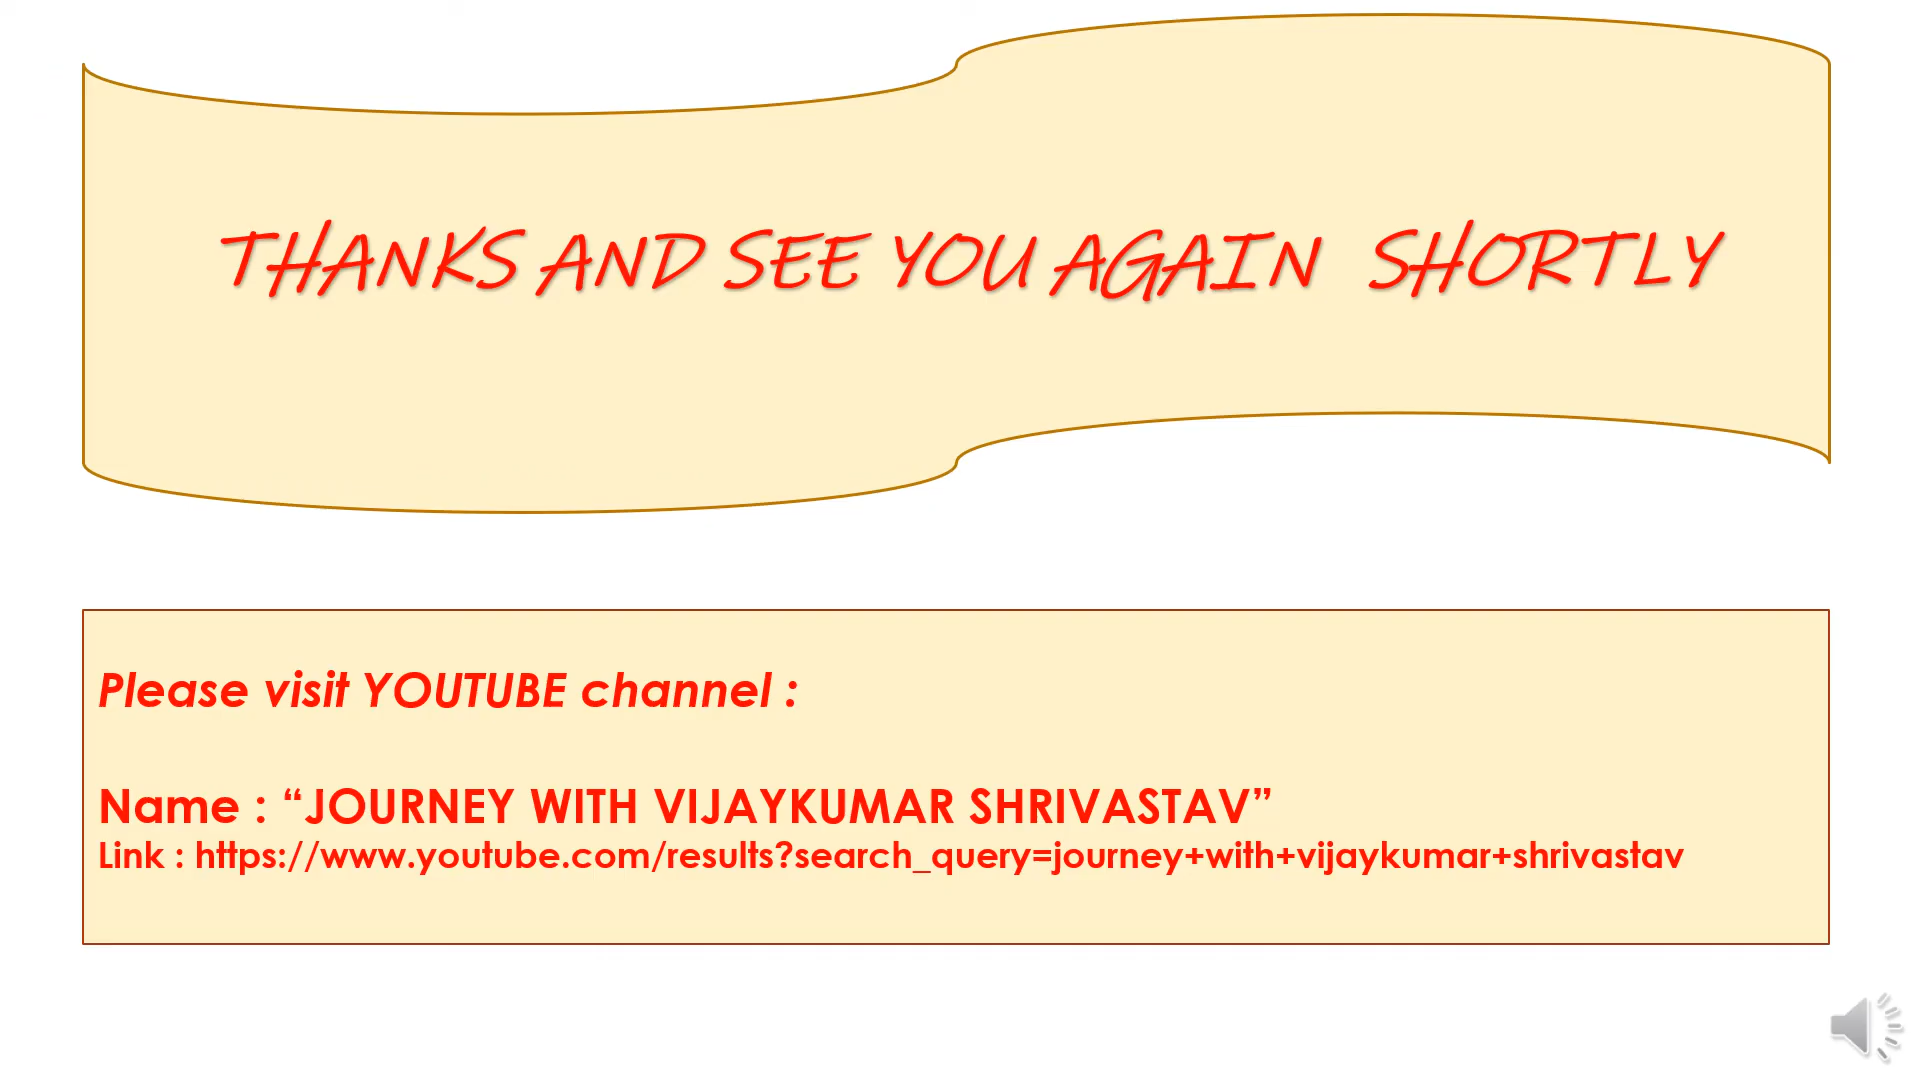 THANKS AND SEE YOU AGAIN SHORTLY
Please visit YOUTUBE channel :
Name : “JOURNEY WITH VIJAYKUMAR SHRIVASTAV”
Link : https://www.youtube.com/results?search_query=journey+with+vijaykumar+shrivastav